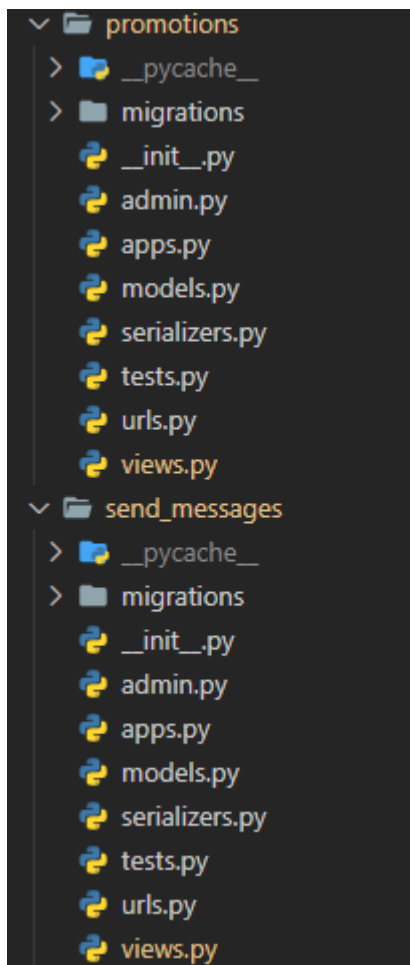 promotions
__pycache__
migrations
__init__.py
admin.py
apps.py
models.py
serializers.py
tests.py
urls.py
views.py
send_messages
__pycache__
migrations
__init__.py
admin.py
apps.py
models.py
serializers.py
tests.py
urls.py
views.py